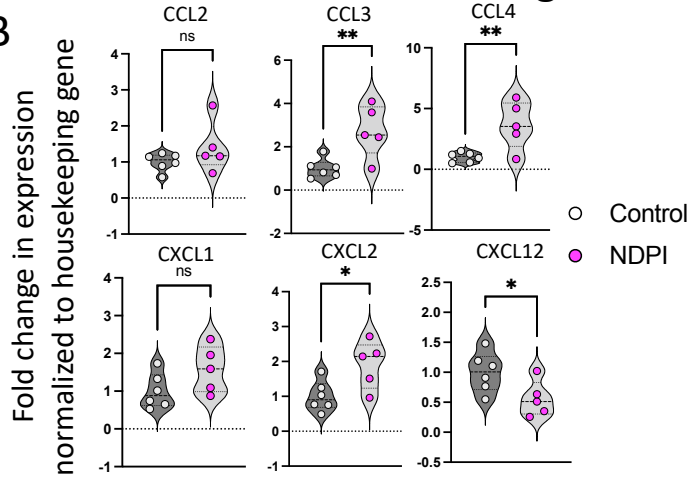 B
Fold change in expression
normalized to housekeeping gene
CCL2
ns
4
3
2
1
0
-1
CCL3
**
6
4
2
0
-2
CCL4
**
10
5
0
-5
CXCL1
ns
4
3
2
1
0
-1
CXCL2
*
4
3
2
1
0
-1
CXCL12
*
2.5
2.0
1.5
1.0
0.5
0.0
-0.5
Control
NDPI